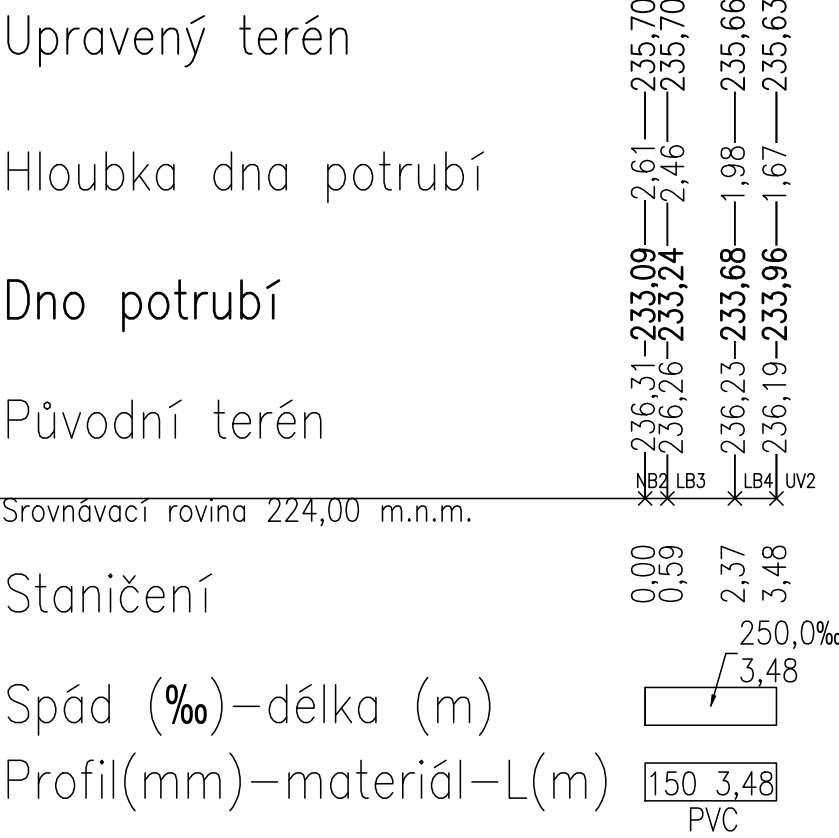 Upravený terén 235,70 235,70 235,66 235,63
Hloubka dna potrubí 2,61 2,46 1,98 1,67
Dno potrubí 233,09 233,24 233,68 233,96
Původní terén 236,31 236,26 236,23 236,19
NB2 LB3 LB4 UV2
Srovnávací rovina 224,00 m.n.m.
Staničení 0,00 0,59 2,37 3,48
250,0‰
3,48
Spád (‰)-délka (m)
Profil(mm)-materiál-L(m) 150 3,48
PVC